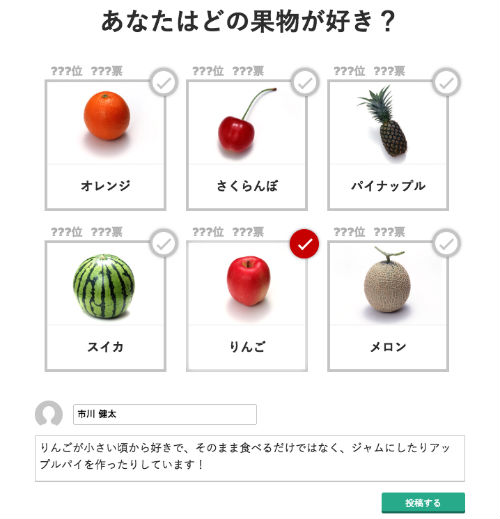 あなたはどの果物が好き？
???位 ???票
???位 ???票
???位 ???票
オレンジ
さくらんぼ
パイナップル
???位 ???票
???位 ???票
???位 ???票
スイカ
りんご
メロン
市川 健太
りんごが小さい頃から好きで、そのまま食べるだけではなく、ジャムにしたりアッ
プルパイを作ったりしています！
投稿する